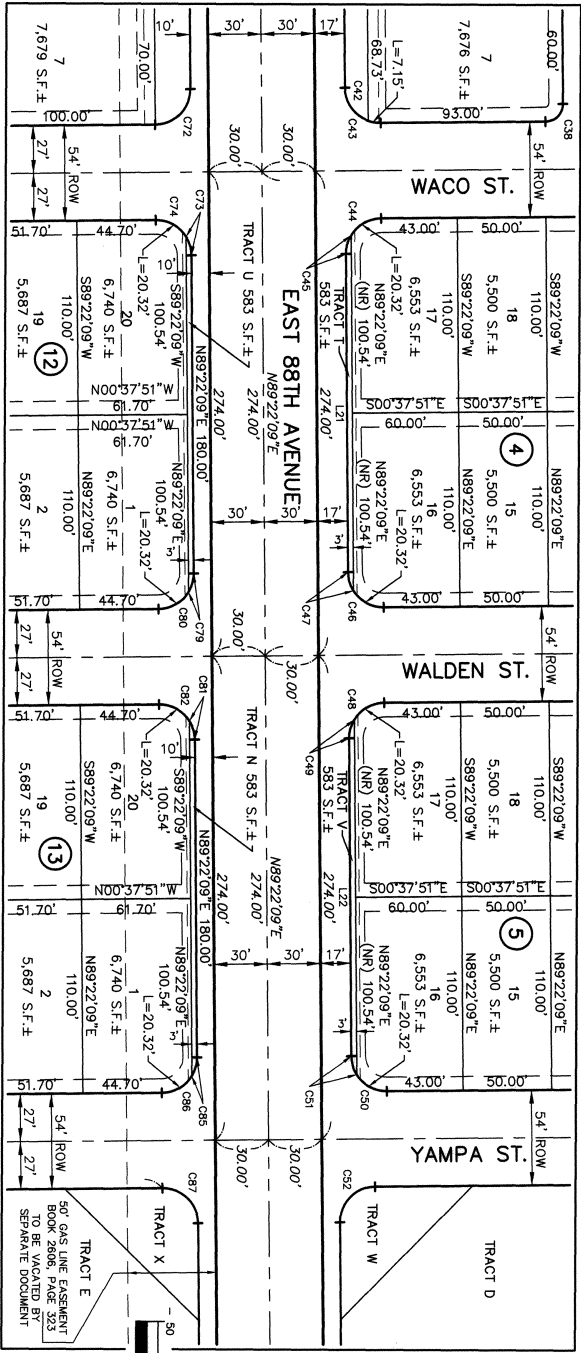 7
7,679 S.F.±
70.00'
100.00'
10'
30'
30'
17'
7
7,676 S.F.±
60.00'
68.73'
L=7.15'
93.00'
C38
C42
C43
C72
30.00'
30.00'
27'
27'
54' ROW
54' ROW
WACO ST.
C74
C73
C44
C45
51.70'
44.70'
43.00'
50.00'
L=20.32'
10'
TRACT U 583 S.F.±
EAST 88TH AVENUE
TRACT T
583 S.F.±
L=20.32'
S89°22'09"W
110.00'
19
5,687 S.F.±
12
S89°22'09"W
100.54'
20
6,740 S.F.±
N89°22'09"E
(NR) 100.54'
17
6,553 S.F.±
S89°22'09"W
110.00'
18
5,500 S.F.±
S89°22'09"W
110.00'
N00°37'51"W
61.70'
N00°37'51"W
61.70'
N89°22'09"E 180.00'
274.00'
N89°22'09"E
274.00'
L21
274.00'
S00°37'51"E
60.00'
S00°37'51"E
50.00'
4
N89°22'09"E
110.00'
2
5,687 S.F.±
N89°22'09"E
100.54'
1
6,740 S.F.±
L=20.32'
3'
30'
30'
17'
3'
N89°22'09"E
(NR) 100.54'
16
6,553 S.F.±
L=20.32'
N89°22'09"E
110.00'
15
5,500 S.F.±
N89°22'09"E
110.00'
51.70'
44.70'
43.00'
50.00'
C80
C79
C47
C46
27'
27'
54' ROW
54' ROW
30.00'
30.00'
WALDEN ST.
C82
C81
C49
C48
51.70'
44.70'
43.00'
50.00'
L=20.32'
10'
TRACT N 583 S.F.±
TRACT V
583 S.F.±
L=20.32'
S89°22'09"W
110.00'
19
5,687 S.F.±
13
S89°22'09"W
100.54'
20
6,740 S.F.±
N89°22'09"E
(NR) 100.54'
17
6,553 S.F.±
S89°22'09"W
110.00'
18
5,500 S.F.±
S89°22'09"W
110.00'
N00°37'51"W
51.70'
61.70'
N89°22'09"E 180.00'
274.00'
N89°22'09"E
274.00'
L22
274.00'
S00°37'51"E
60.00'
S00°37'51"E
50.00'
5
N89°22'09"E
110.00'
2
5,687 S.F.±
N89°22'09"E
100.54'
1
6,740 S.F.±
L=20.32'
3'
30'
30'
17'
3'
N89°22'09"E
(NR) 100.54'
16
6,553 S.F.±
L=20.32'
N89°22'09"E
110.00'
15
5,500 S.F.±
N89°22'09"E
110.00'
51.70'
44.70'
43.00'
50.00'
C86
C85
C51
C50
27'
27'
54' ROW
54' ROW
30.00'
30.00'
YAMPA ST.
C87
C52
TRACT X
TRACT E
TRACT W
TRACT D
50' GAS LINE EASEMENT
BOOK 2606, PAGE 323
TO BE VACATED BY
SEPARATE DOCUMENT
50